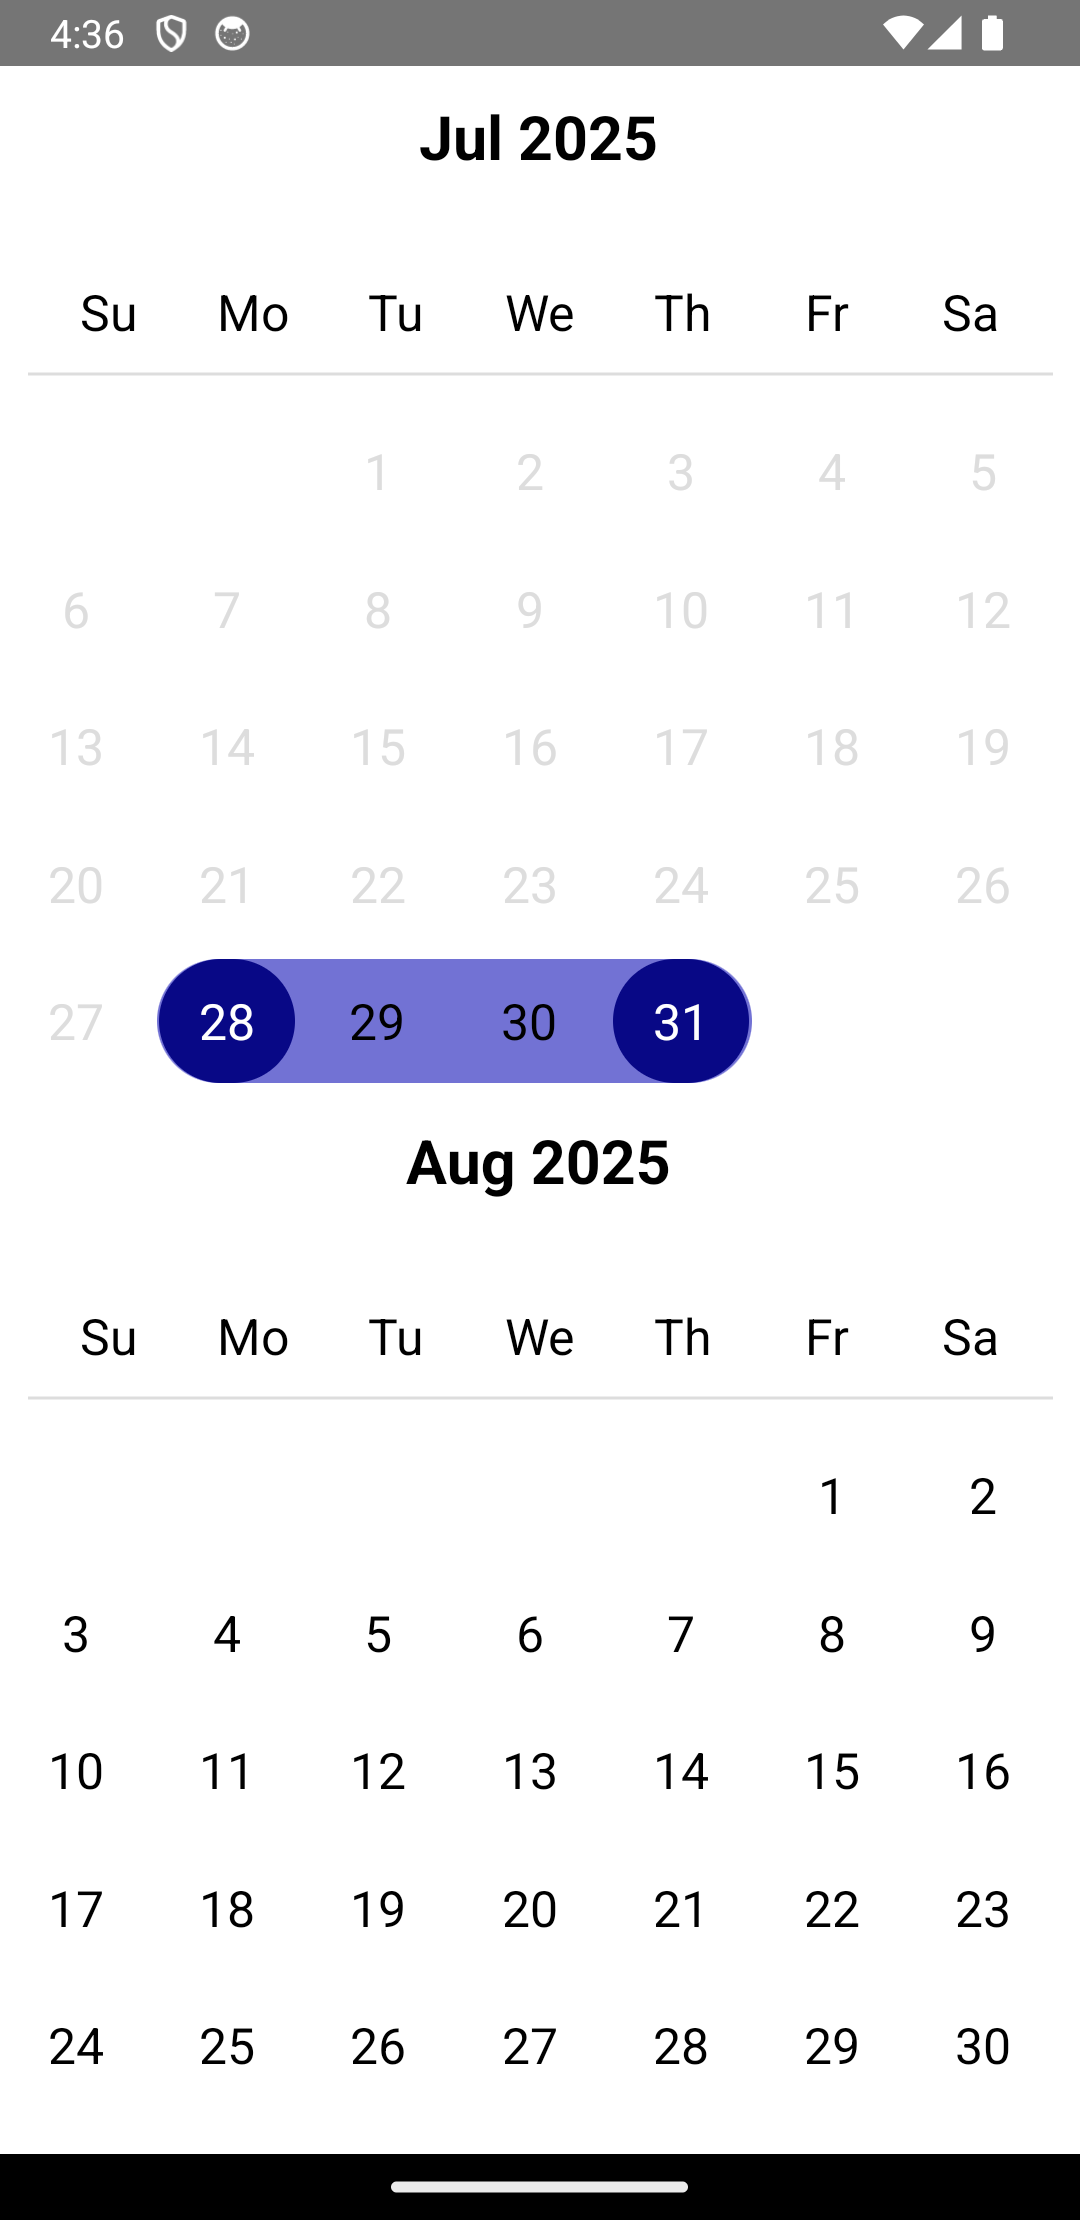 4:36
Jul 2025
Su Mo Tu We Th Fr Sa
1 2 3 4 5
6 7 8 9 10 11 12
13 14 15 16 17 18 19
20 21 22 23 24 25 26
27 28 29 30 31
Aug 2025
Su Mo Tu We Th Fr Sa
1 2
3 4 5 6 7 8 9
10 11 12 13 14 15 16
17 18 19 20 21 22 23
24 25 26 27 28 29 30